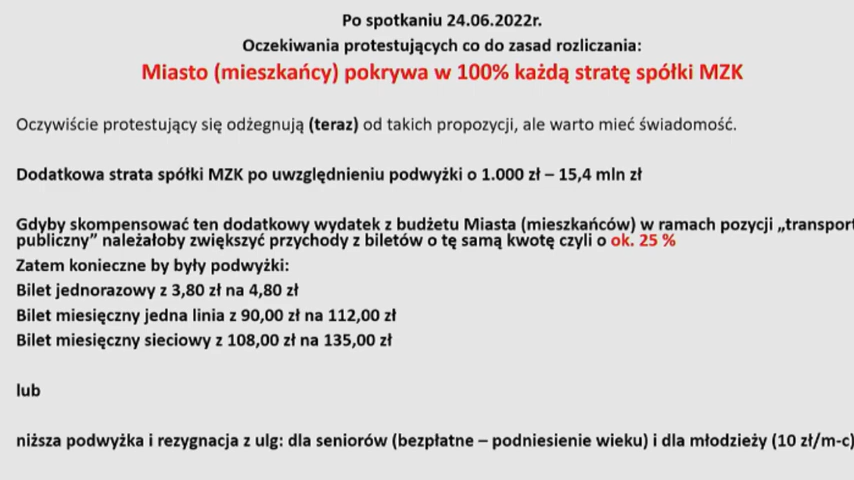 Po spotkaniu 24.06.2022r.
Oczekiwania protestujących co do zasad rozliczania:
Miasto (mieszkańcy) pokrywa w 100% każdą stratę spółki MZK
Oczywiście protestujący się odżegnują (teraz) od takich propozycji, ale warto mieć świadomość.
Dodatkowa strata spółki MZK po uwzględnieniu podwyżki o 1.000 zł – 15,4 mln zł
Gdyby skompensować ten dodatkowy wydatek z budżetu Miasta (mieszkańców) w ramach pozycji „transport
publiczny” należałoby zwiększyć przychody z biletów o tę samą kwotę czyli o ok. 25 %
Zatem konieczne by były podwyżki:
Bilet jednorazowy z 3,80 zł na 4,80 zł
Bilet miesięczny jedna linia z 90,00 zł na 112,00 zł
Bilet miesięczny sieciowy z 108,00 zł na 135,00 zł
lub
niższa podwyżka i rezygnacja z ulg: dla seniorów (bezpłatne – podniesienie wieku) i dla młodzieży (10 zł/m-c)